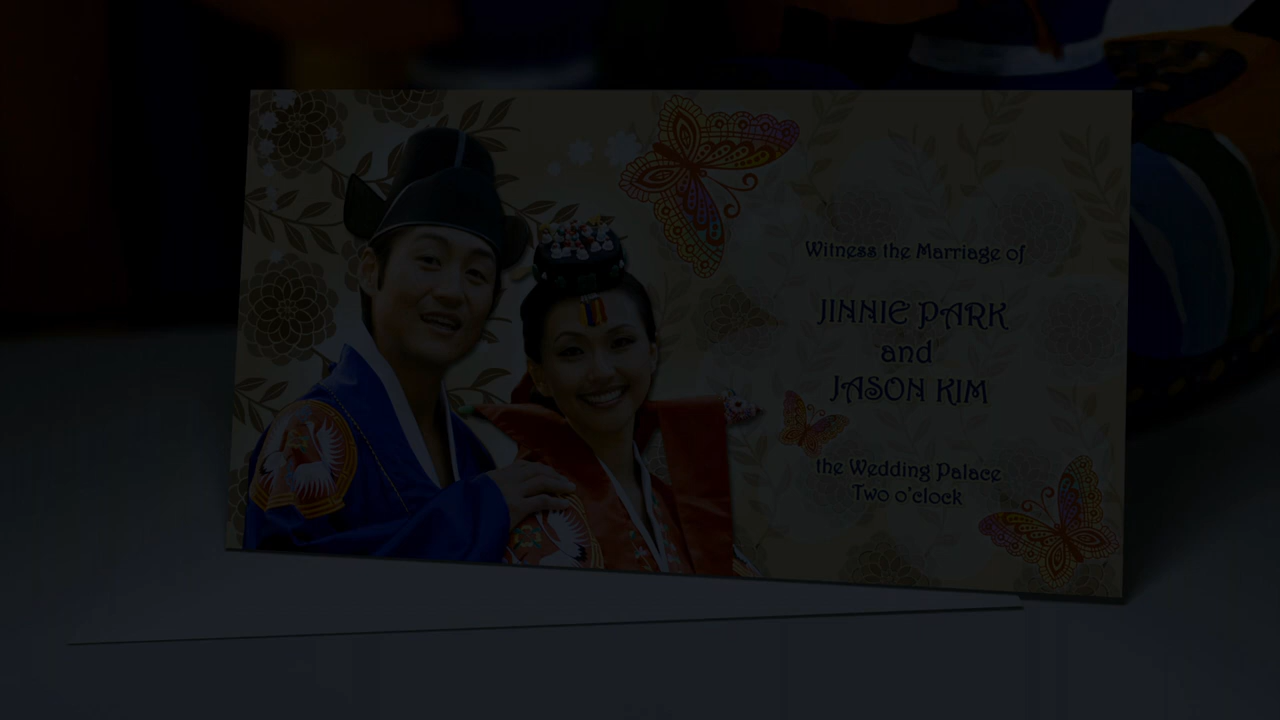 Witness the Marriage of
JINNIE PARK
and
JASON KIM
the Wedding Palace
Two o'clock